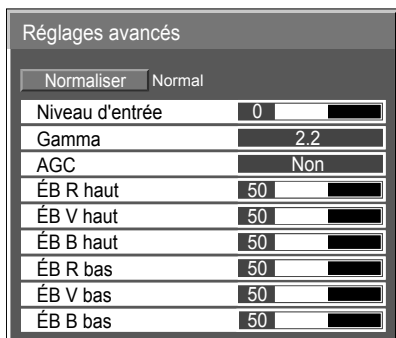 Réglages avancés
Normaliser Normal
Niveau d'entrée 0
Gamma 2.2
AGC Non
ÉB R haut 50
ÉB V haut 50
ÉB B haut 50
ÉB R bas 50
ÉB V bas 50
ÉB B bas 50